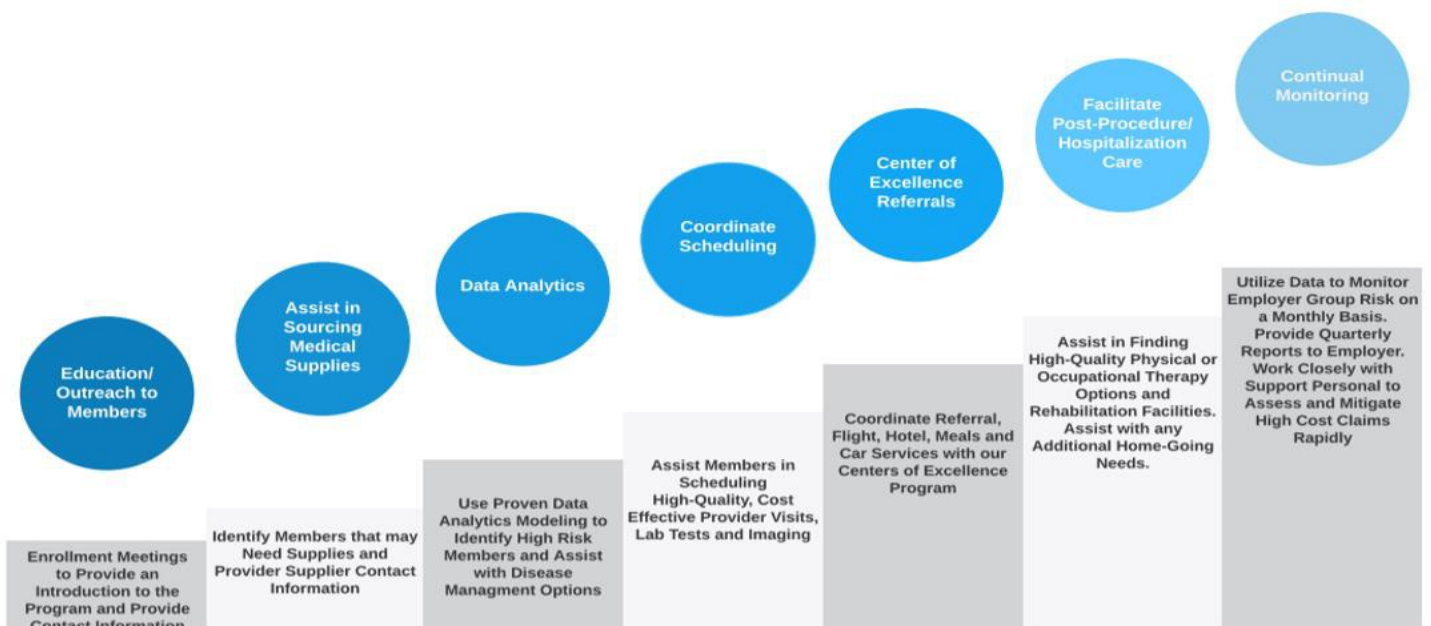 Education/
Outreach to
Members
Enrollment Meetings
to Provide an
Introduction to the
Program and Provide
Contact Information
Assist in
Sourcing
Medical
Supplies
Identify Members that may
Need Supplies and
Provider Supplier Contact
Information
Data Analytics
Use Proven Data
Analytics Modeling to
Identify High Risk
Members and Assist
with Disease
Managment Options
Coordinate
Scheduling
Assist Members in
Scheduling
High-Quality, Cost
Effective Provider Visits,
Lab Tests and Imaging
Center of
Excellence
Referrals
Coordinate Referral,
Flight, Hotel, Meals and
Car Services with our
Centers of Excellence
Program
Facilitate
Post-Procedure/
Hospitalization
Care
Assist in Finding
High-Quality Physical or
Occupational Therapy
Options and
Rehabilitation Facilities.
Assist with any
Additional Home-Going
Needs.
Continual
Monitoring
Utilize Data to Monitor
Employer Group Risk on
a Monthly Basis.
Provide Quarterly
Reports to Employer.
Work Closely with
Support Personal to
Assess and Mitigate
High Cost Claims
Rapidly